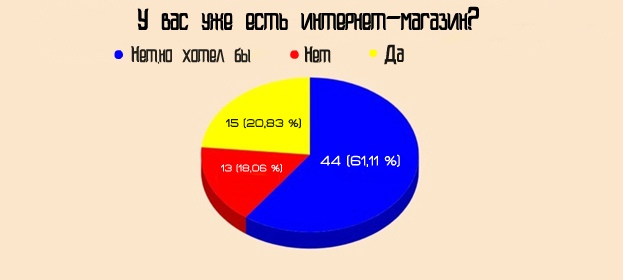 У вас уже есть интернет-магазин?
Нет,но хотел бы Нет Да
15 (20,83 %)
44 (61,11 %)
13 (18,06 %)